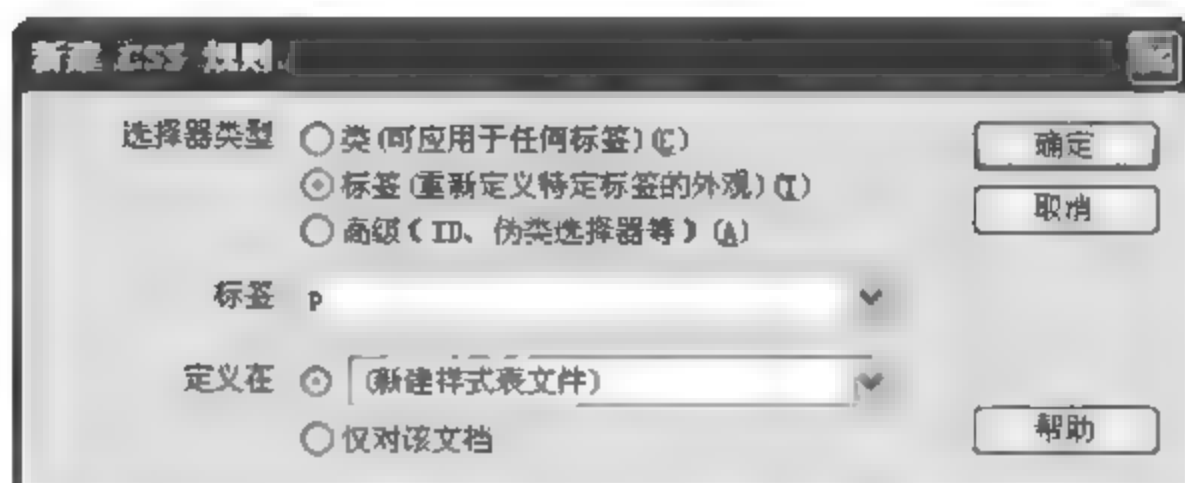 新建 CSS 规则
选择器类型 类(可应用于任何标签)(C) 确定
标签(重新定义特定标签的外观)(T) 取消
高级(ID、伪类选择器等)(A)
标签 p
定义在 (新建样式表文件)
仅对该文档 帮助